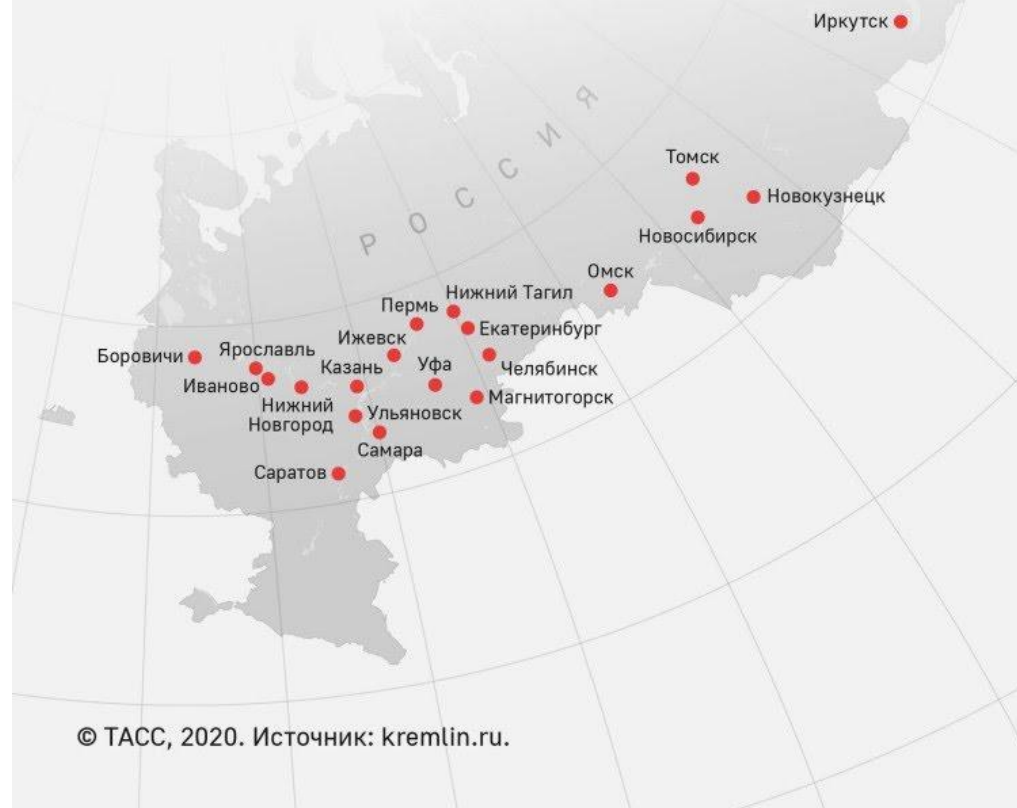 Иркутск
РОССИЯ
Томск
Новокузнецк
Новосибирск
Омск
Нижний Тагил
Пермь
Екатеринбург
Ижевск
Ярославль
Боровичи
Казань
Уфа
Челябинск
Иваново
Магнитогорск
Нижний
Новгород
Ульяновск
Самара
Саратов
© ТАСС, 2020. Источник: kremlin.ru.